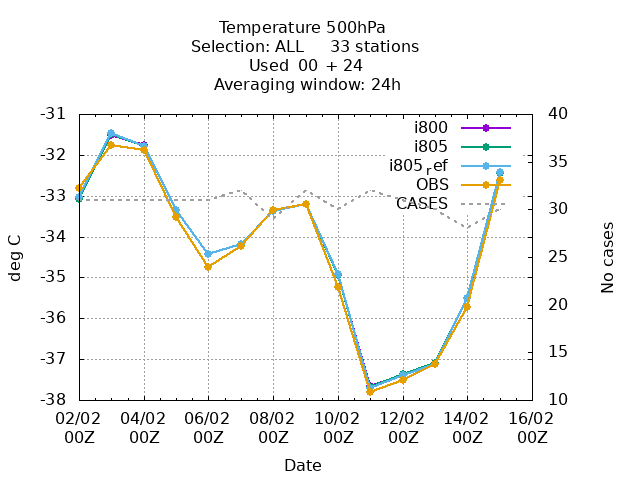 Temperature 500hPa
Selection: ALL 33 stations
Used 00 + 24
Averaging window: 24h
-31
-32
-33
-34
-35
-36
-37
-38
deg C
40
35
30
25
20
15
10
No cases
i800
i805
i805ref
OBS
CASES
02/02 04/02 06/02 08/02 10/02 12/02 14/02 16/02
00Z 00Z 00Z 00Z 00Z 00Z 00Z 00Z
Date